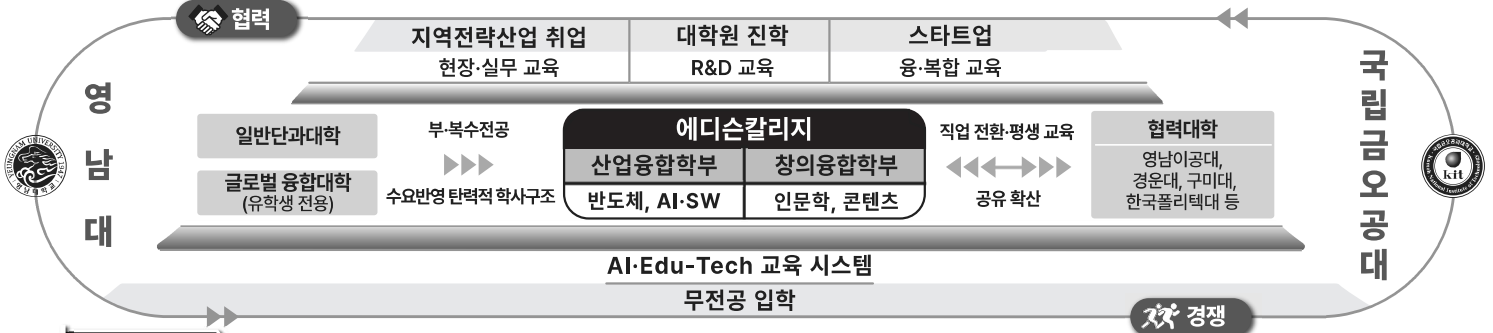 협력
지역전략산업 취업
대학원 진학
스타트업
현장·실무 교육
R&D 교육
융·복합 교육
영남대
국립금오공대
일반단과대학
글로벌 융합대학
(유학생 전용)
부·복수전공
수요반영 탄력적 학사구조
에디슨칼리지
산업융합학부
창의융합학부
반도체, AI·SW
인문학, 콘텐츠
직업 전환·평생 교육
공유 확산
협력대학
영남이공대,
경운대, 구미대,
한국폴리텍대 등
YEUNGNAM UNIVERSITY 1947
kit
AI·Edu-Tech 교육 시스템
무전공 입학
경쟁